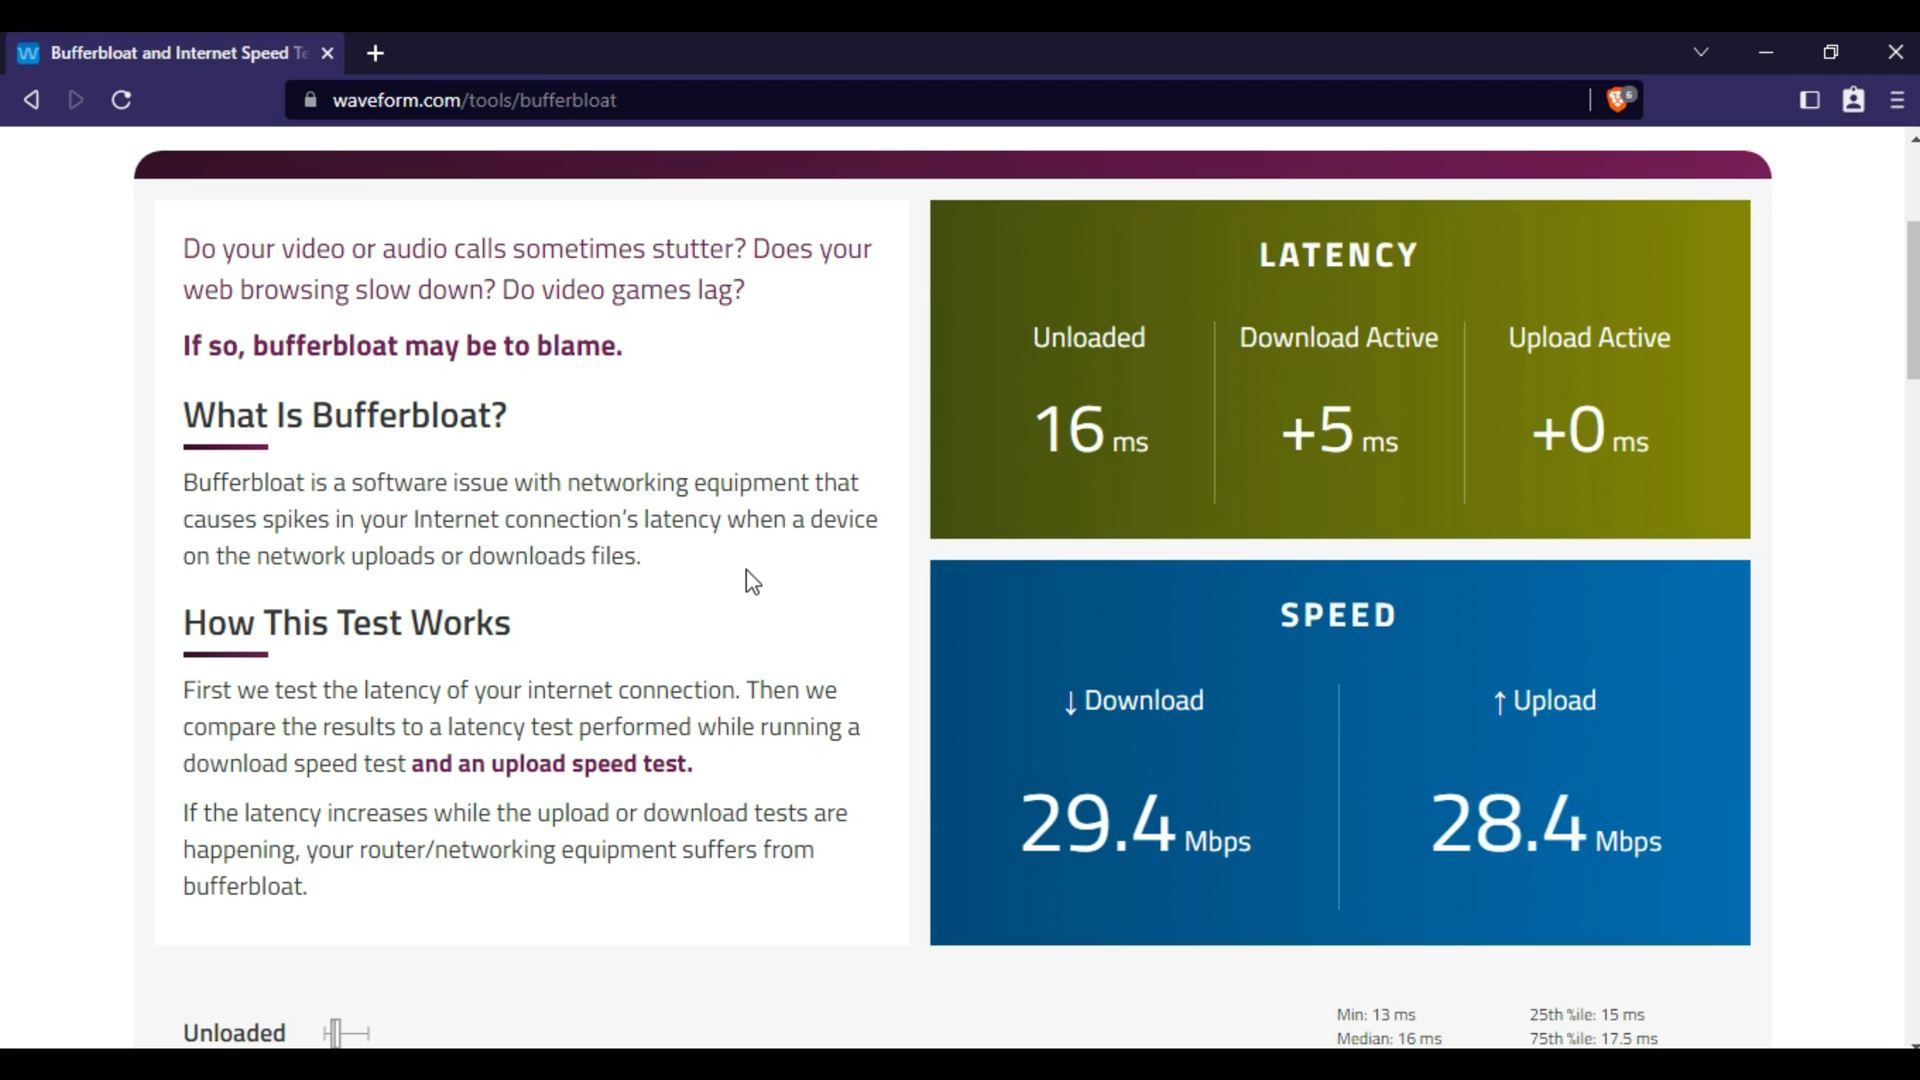 Bufferbloat and Internet Speed Te
waveform.com/tools/bufferbloat
6
Do your video or audio calls sometimes stutter? Does your
web browsing slow down? Do video games lag?
If so, bufferbloat may be to blame.
What Is Bufferbloat?
Bufferbloat is a software issue with networking equipment that
causes spikes in your Internet connection's latency when a device
on the network uploads or downloads files.
How This Test Works
First we test the latency of your internet connection. Then we
compare the results to a latency test performed while running a
download speed test and an upload speed test.
If the latency increases while the upload or download tests are
happening, your router/networking equipment suffers from
bufferbloat.
LATENCY
Unloaded Download Active Upload Active
16 ms +5 ms +0 ms
SPEED
↓ Download ↑ Upload
29.4 Mbps 28.4 Mbps
Unloaded
Min: 13 ms 25th %ile: 15 ms
Median: 16 ms 75th %ile: 17.5 ms